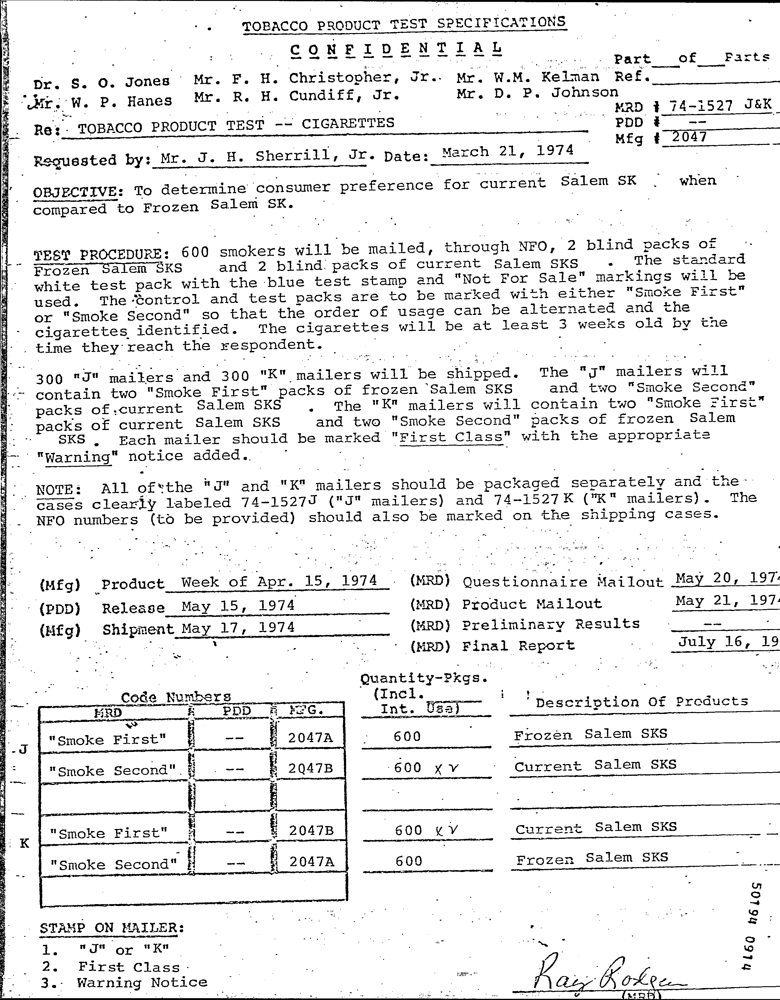 TOBACCO PRODUCT TEST SPECIFICATIONS
CONFIDENTIAL
Part of Parts
Dr. S. O. Jones Mr. F. H. Christopher, Jr. Mr. W.M. Kelman Ref.
Mr. W. P. Hanes Mr. R. H. Cundiff, Jr. Mr. D. P. Johnson
MRD # 74-1527 J&K
Re: TOBACCO PRODUCT TEST -- CIGARETTES PDD # --
Mfg # 2047
Requested by: Mr. J. H. Sherrill, Jr. Date: March 21, 1974
OBJECTIVE: To determine consumer preference for current Salem SK when
compared to Frozen Salem SK.
TEST PROCEDURE: 600 smokers will be mailed, through NFO, 2 blind packs of
Frozen Salem SKS and 2 blind packs of current Salem SKS . The standard
white test pack with the blue test stamp and "Not For Sale" markings will be
used. The control and test packs are to be marked with either "Smoke First"
or "Smoke Second" so that the order of usage can be alternated and the
cigarettes identified. The cigarettes will be at least 3 weeks old by the
time they reach the respondent.
300 "J" mailers and 300 "K" mailers will be shipped. The "J" mailers will
contain two "Smoke First" packs of frozen Salem SKS and two "Smoke Second"
packs of current Salem SKS . The "K" mailers will contain two "Smoke First"
packs of current Salem SKS and two "Smoke Second" packs of frozen Salem
SKS . Each mailer should be marked "First Class" with the appropriate
"Warning" notice added.
NOTE: All of the "J" and "K" mailers should be packaged separately and the
cases clearly labeled 74-1527J ("J" mailers) and 74-1527 K ("K" mailers). The
NFO numbers (to be provided) should also be marked on the shipping cases.
(Mfg) Product Week of Apr. 15, 1974 (MRD) Questionnaire Mailout May 20, 197
(PDD) Release May 15, 1974 (MRD) Product Mailout May 21, 197
(Mfg) Shipment May 17, 1974 (MRD) Preliminary Results --
(MRD) Final Report July 16, 19
Quantity-Pkgs.
Code Numbers (Incl.
MRD PDD MFG. Int. Use) Description Of Products
J "Smoke First" -- 2047A 600 Frozen Salem SKS
"Smoke Second" -- 2047B 600 Current Salem SKS
K "Smoke First" -- 2047B 600 Current Salem SKS
"Smoke Second" -- 2047A 600 Frozen Salem SKS
STAMP ON MAILER:
1. "J" or "K"
2. First Class
3. Warning Notice
Ray Rodgen
(MRD)
50194 0914